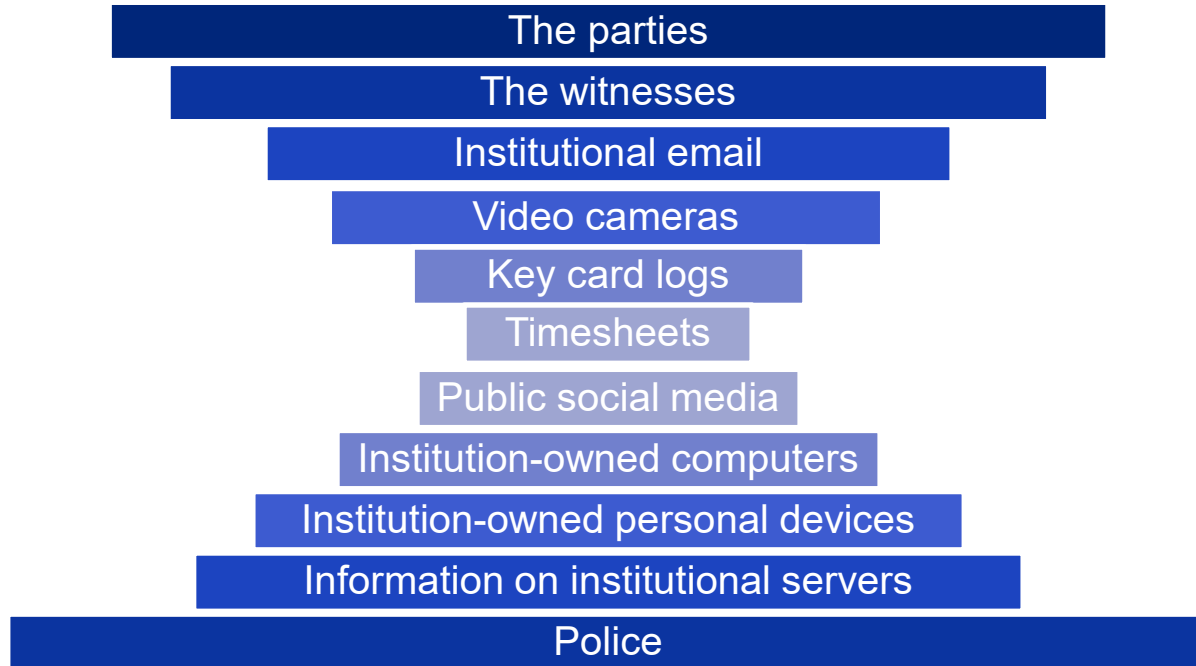 The parties
The witnesses
Institutional email
Video cameras
Key card logs
Timesheets
Public social media
Institution-owned computers
Institution-owned personal devices
Information on institutional servers
Police